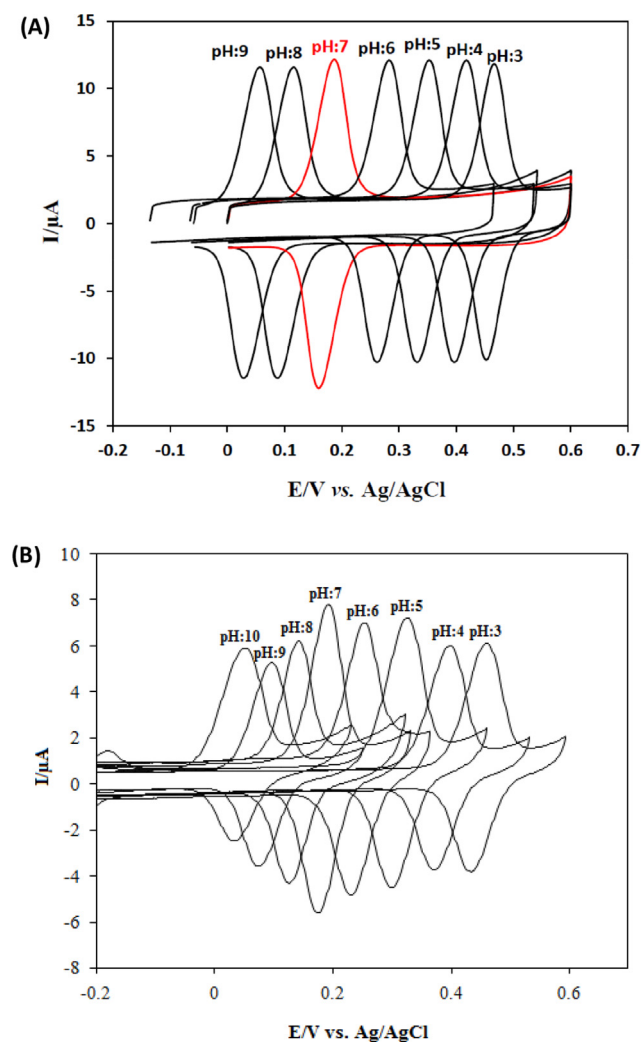 (A)
15
10
5
0
-5
-10
-15
I/µA
pH:9 pH:8 pH:7 pH:6 pH:5 pH:4 pH:3
-0.2 -0.1 0 0.1 0.2 0.3 0.4 0.5 0.6 0.7
E/V vs. Ag/AgCl
(B)
10
8
6
4
2
0
-2
-4
-6
-8
I/µA
pH:10 pH:9 pH:8 pH:7 pH:6 pH:5 pH:4 pH:3
-0.2 0 0.2 0.4 0.6
E/V vs. Ag/AgCl